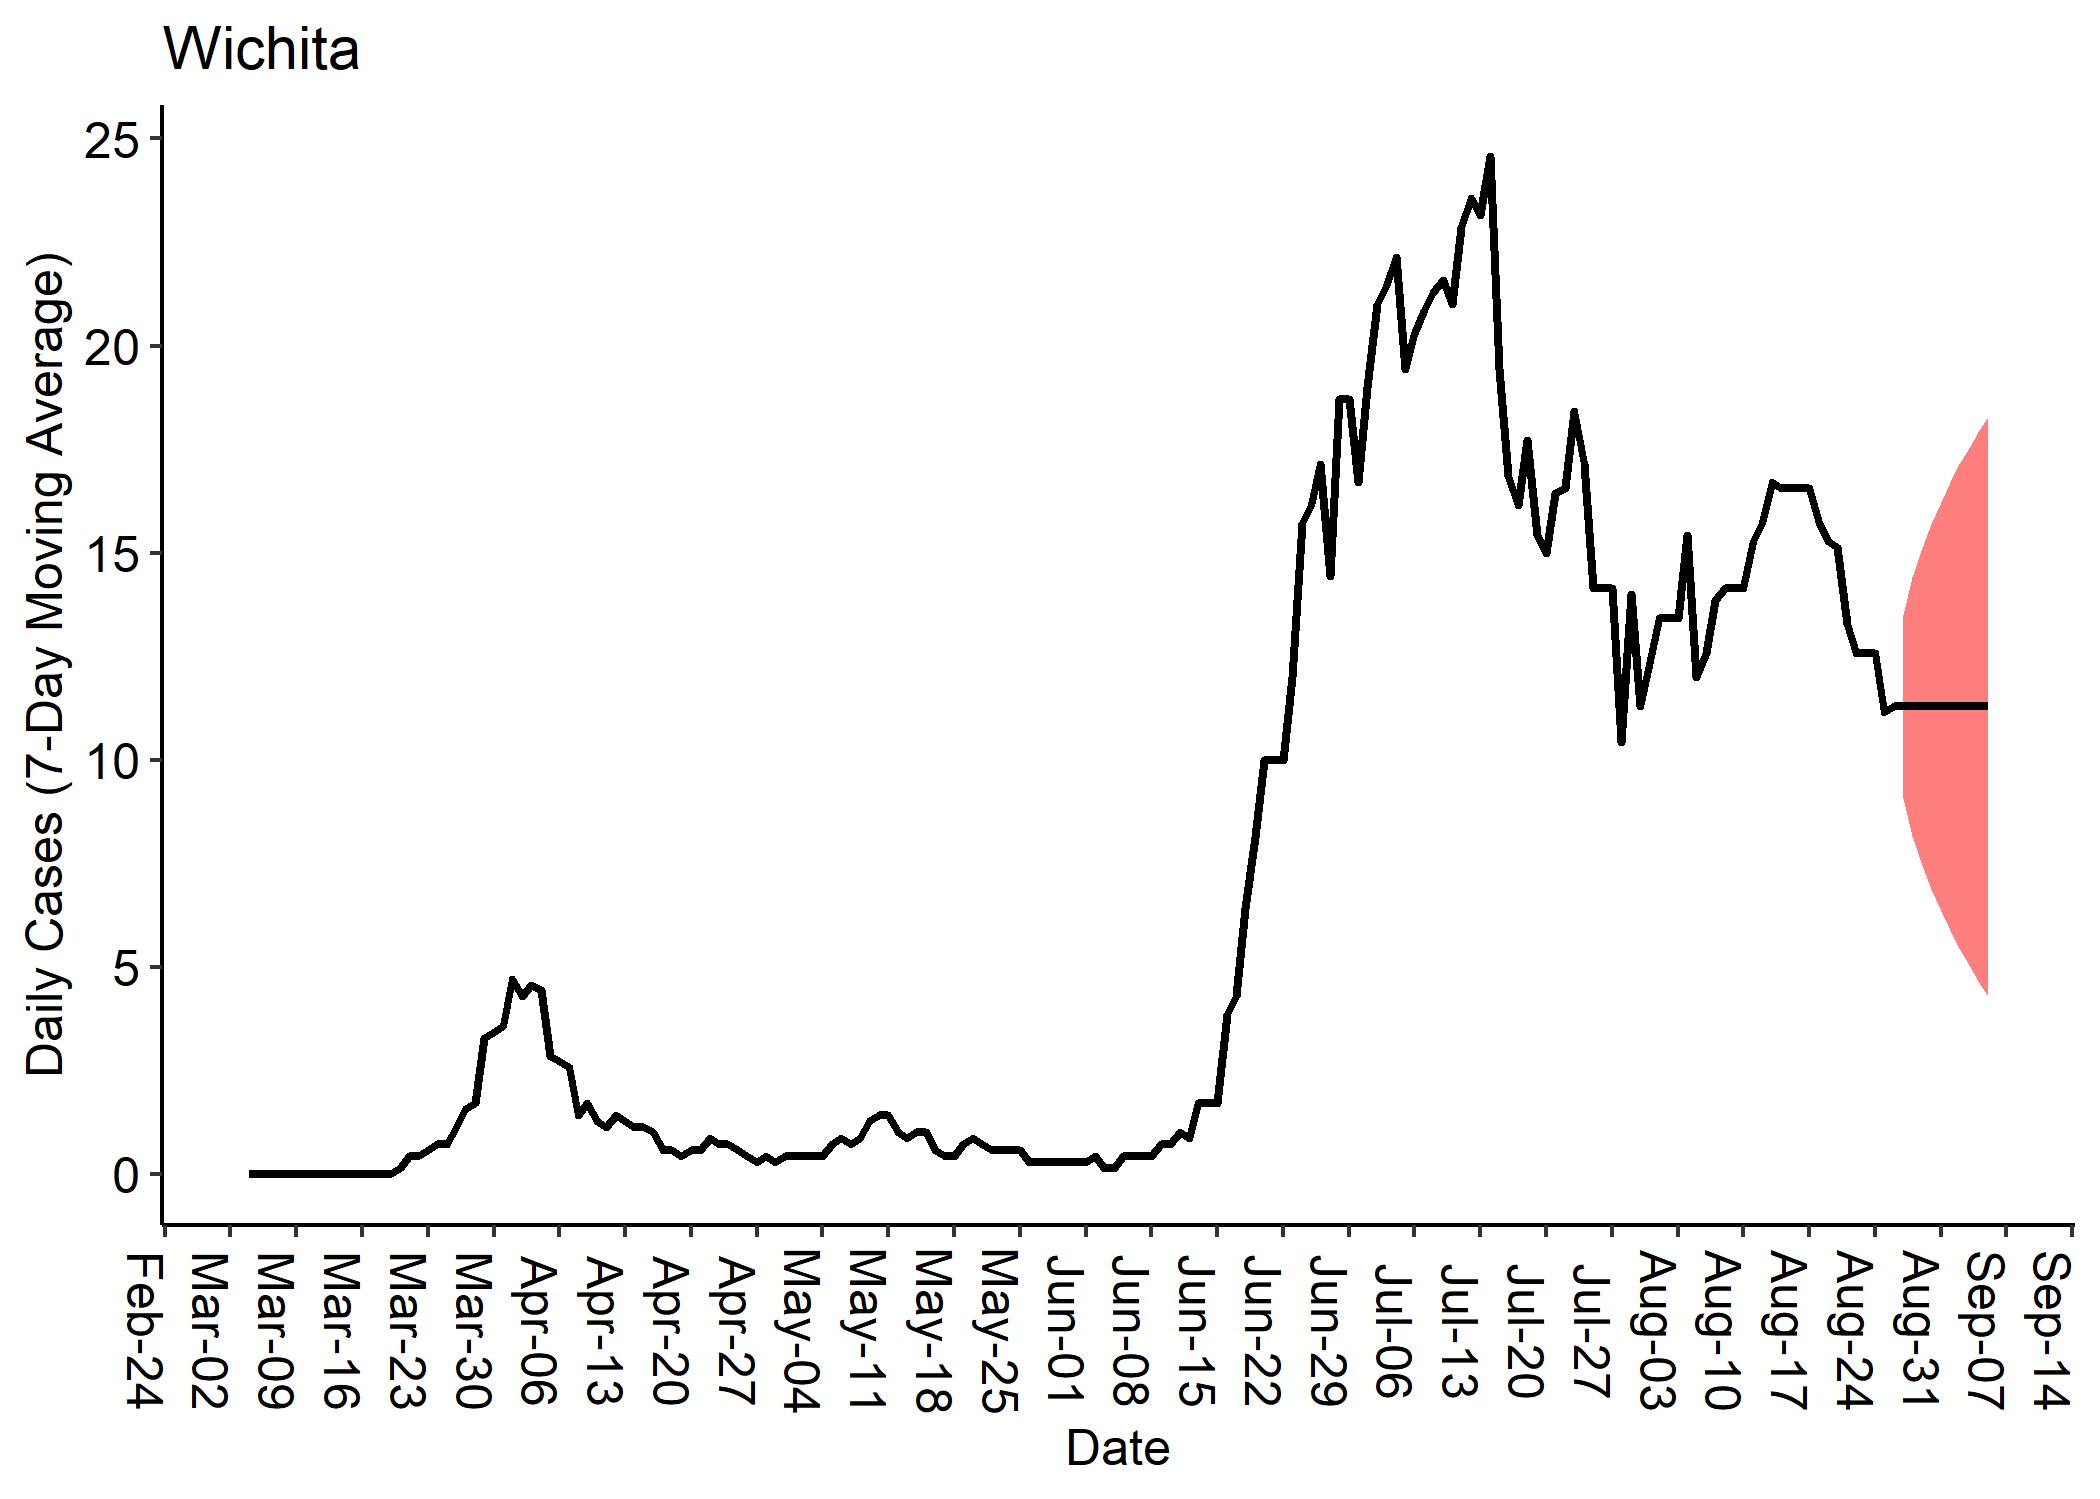 Wichita
Daily Cases (7-Day Moving Average)
25
20
15
10
5
0
Feb-24
Mar-02
Mar-09
Mar-16
Mar-23
Mar-30
Apr-06
Apr-13
Apr-20
Apr-27
May-04
May-11
May-18
May-25
Jun-01
Jun-08
Jun-15
Jun-22
Jun-29
Jul-06
Jul-13
Jul-20
Jul-27
Aug-03
Aug-10
Aug-17
Aug-24
Aug-31
Sep-07
Sep-14
Date